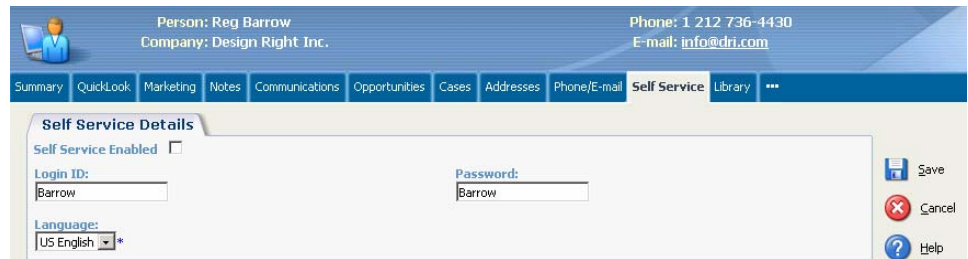 Person: Reg Barrow
Company: Design Right Inc.
Phone: 1 212 736-4430
E-mail: info@dri.com
Summary QuickLook Marketing Notes Communications Opportunities Cases Addresses Phone/E-mail Self Service Library ...
Self Service Details
Self Service Enabled
Login ID: Password:
Barrow Barrow
Language:
US English *
Save
Cancel
Help